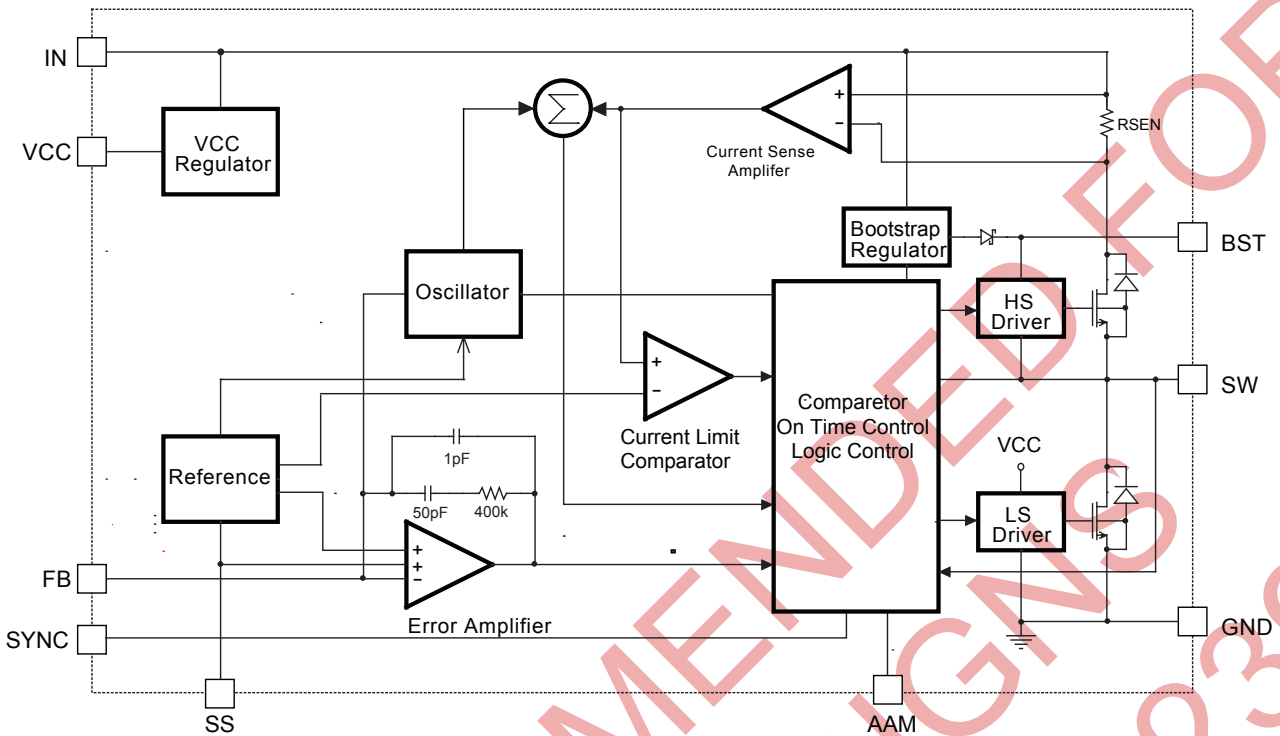 IN
VCC
VCC
Regulator
Σ
+
−
Current Sense
Amplifer
RSEN
Bootstrap
Regulator
BST
Oscillator
HS
Driver
+
−
Current Limit
Comparator
Comparetor
On Time Control
Logic Control
SW
Reference
1pF
50pF
400k
VCC
LS
Driver
+
+
−
Error Amplifier
FB
SYNC
GND
SS
AAM
MENDED FOR
IGNS